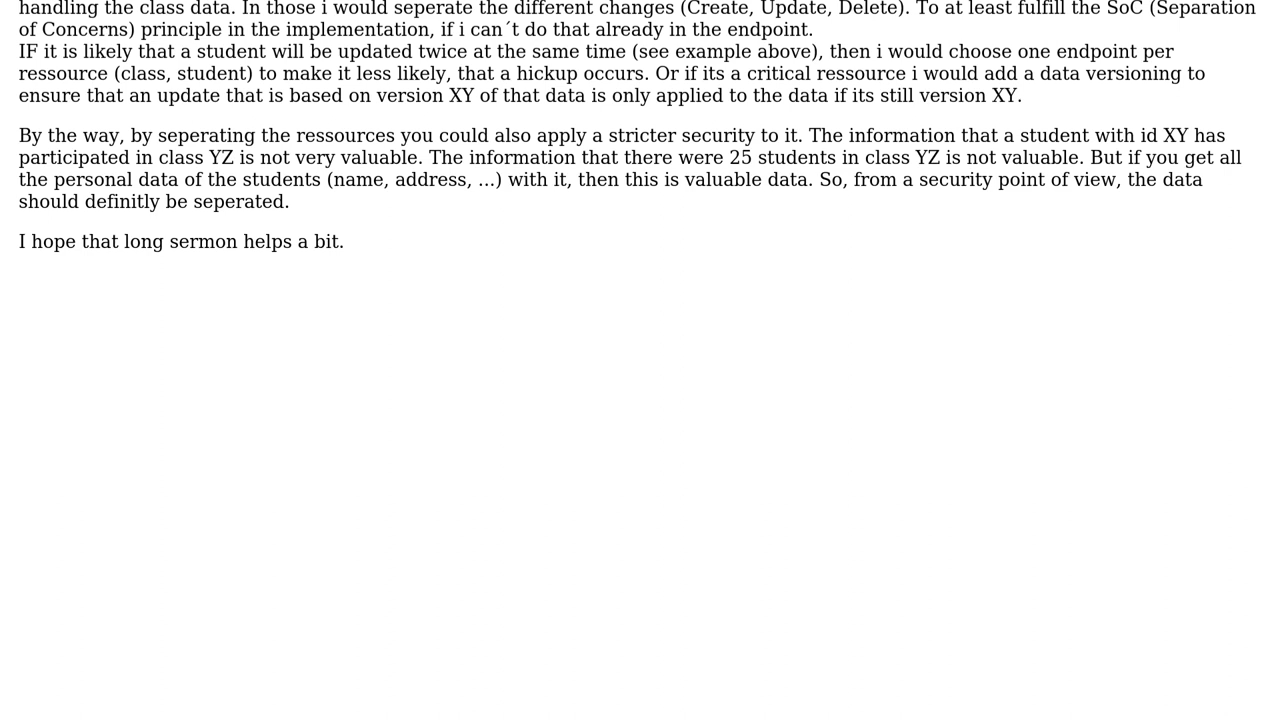 handling the class data. In those i would seperate the different changes (Create, Update, Delete). To at least fulfill the SoC (Separation
of Concerns) principle in the implementation, if i can´t do that already in the endpoint.
IF it is likely that a student will be updated twice at the same time (see example above), then i would choose one endpoint per
ressource (class, student) to make it less likely, that a hickup occurs. Or if its a critical ressource i would add a data versioning to
ensure that an update that is based on version XY of that data is only applied to the data if its still version XY.
By the way, by seperating the ressources you could also apply a stricter security to it. The information that a student with id XY has
participated in class YZ is not very valuable. The information that there were 25 students in class YZ is not valuable. But if you get all
the personal data of the students (name, address, ...) with it, then this is valuable data. So, from a security point of view, the data
should definitly be seperated.
I hope that long sermon helps a bit.